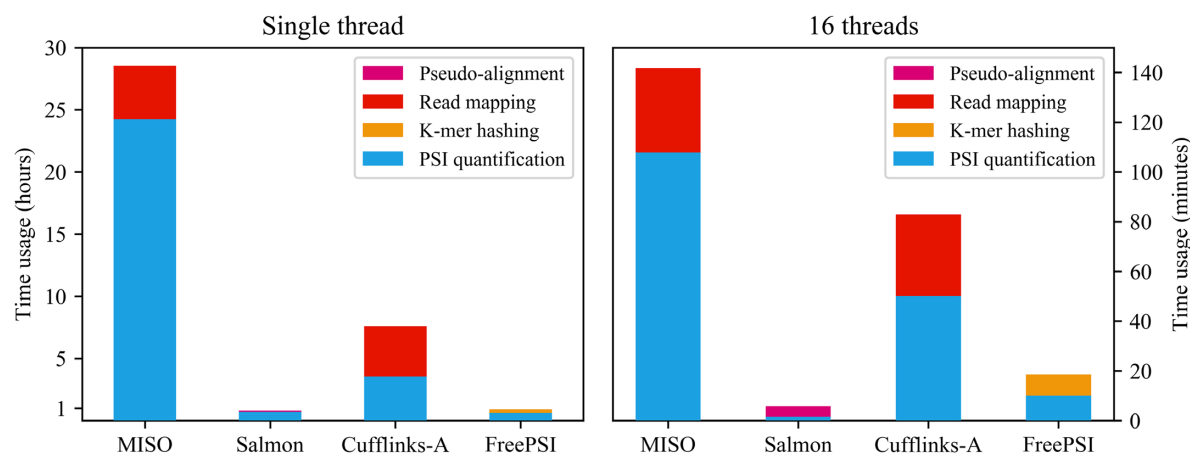 Single thread
Time usage (hours)
30
25
20
15
10
5
1
Pseudo-alignment
Read mapping
K-mer hashing
PSI quantification
MISO Salmon Cufflinks-A FreePSI
16 threads
Pseudo-alignment
Read mapping
K-mer hashing
PSI quantification
140
120
100
80
60
40
20
0
Time usage (minutes)
MISO Salmon Cufflinks-A FreePSI